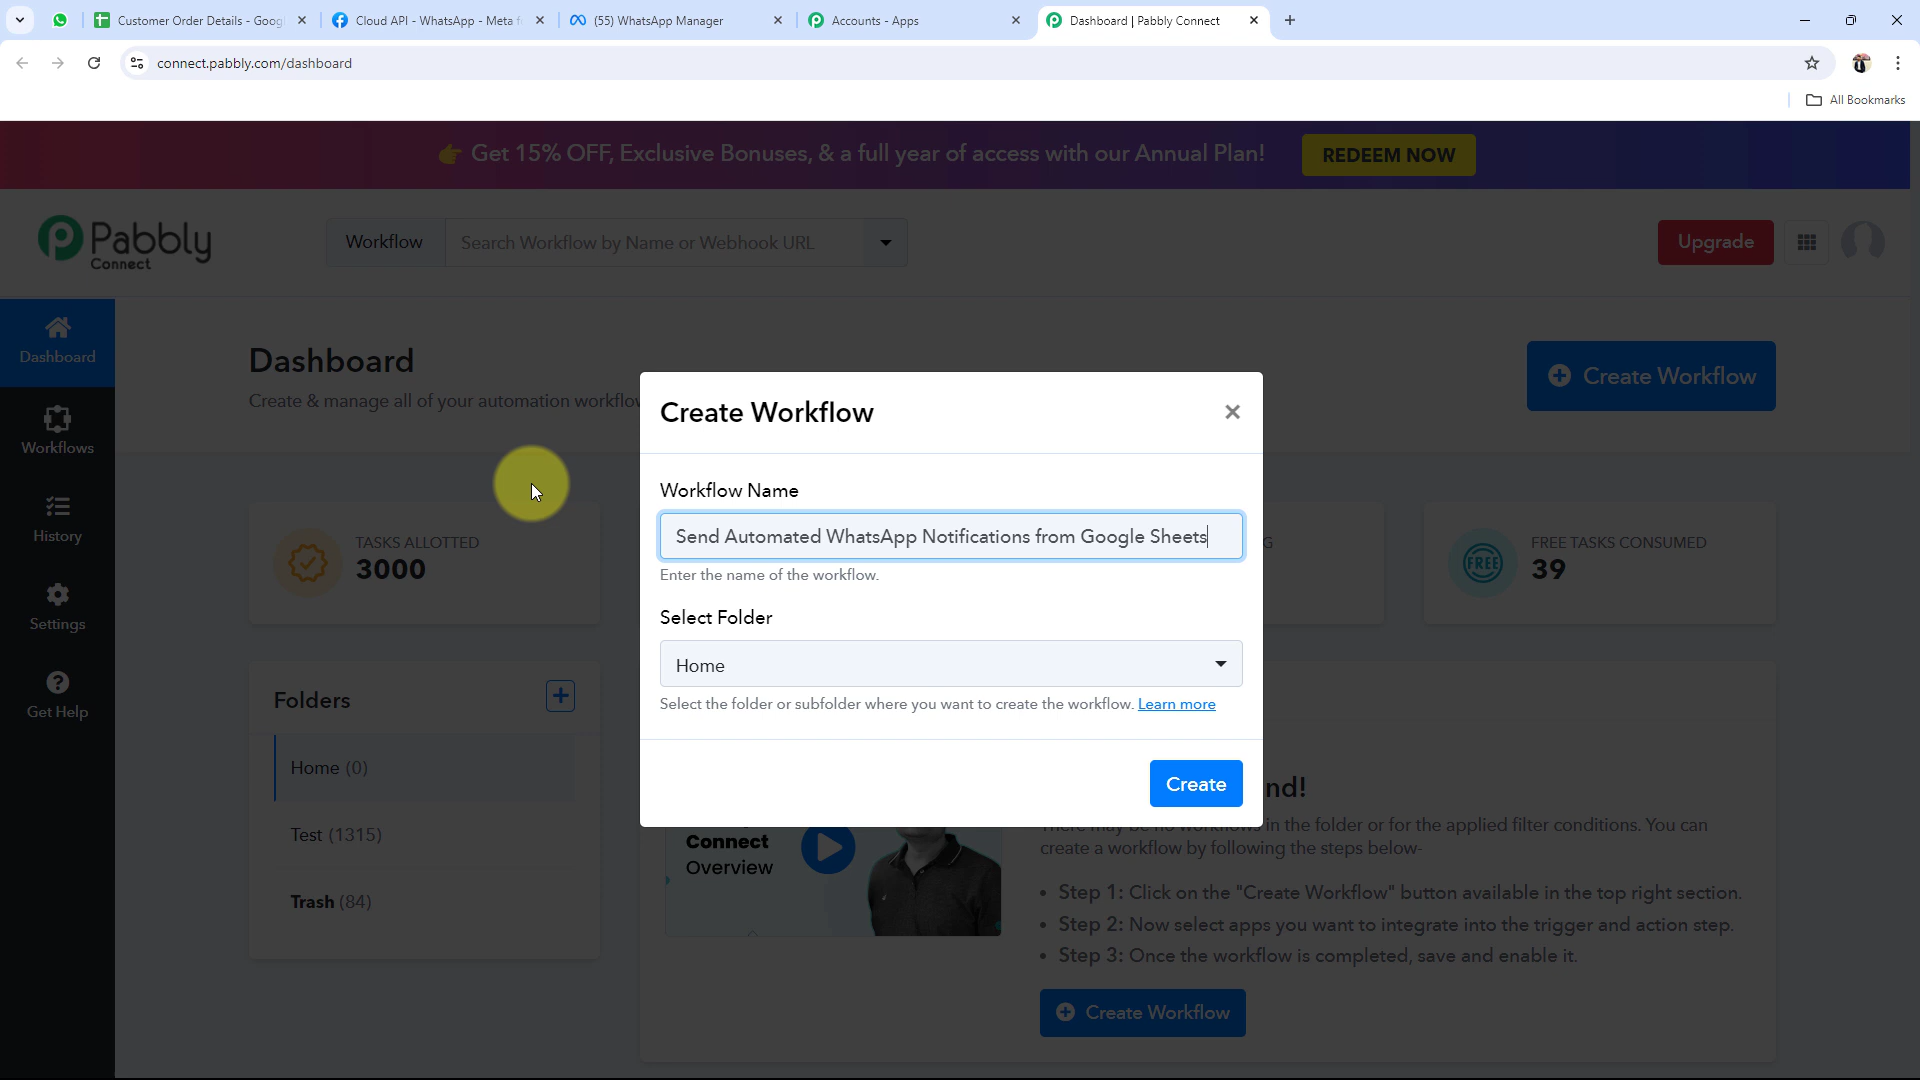 Customer Order Details - Goog
Cloud API - WhatsApp - Meta f
(55) WhatsApp Manager
Accounts - Apps
Dashboard | Pabbly Connect
connect.pabbly.com/dashboard
All Bookmarks
Get 15% OFF, Exclusive Bonuses, & a full year of access with our Annual Plan!
REDEEM NOW
Pabbly
Connect
Workflow
Search Workflow by Name or Webhook URL
Upgrade
Dashboard
Workflows
History
Settings
Get Help
Dashboard
Create & manage all of your automation workflow
Create Workflow
TASKS ALLOTTED
3000
G
FREE
FREE TASKS CONSUMED
39
Folders
Home (0)
Test (1315)
Trash (84)
Create Workflow
Workflow Name
Send Automated WhatsApp Notifications from Google Sheets
Enter the name of the workflow.
Select Folder
Home
Select the folder or subfolder where you want to create the workflow. Learn more
Create
Connect
Overview
nd!
There may be no workflows in the folder or for the applied filter conditions. You can
create a workflow by following the steps below-
• Step 1: Click on the "Create Workflow" button available in the top right section.
• Step 2: Now select apps you want to integrate into the trigger and action step.
• Step 3: Once the workflow is completed, save and enable it.
Create Workflow